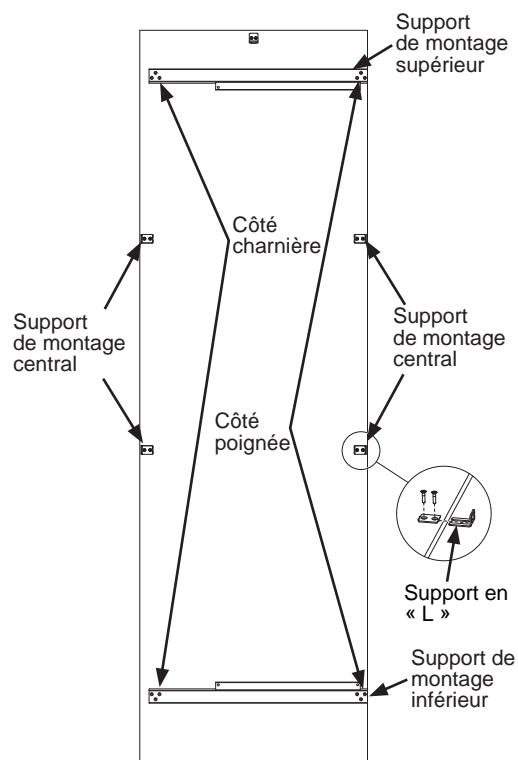 Support
de montage
supérieur
Côté
charnière
Support
de montage
central
Support
de montage
central
Côté
poignée
Support en
« L »
Support de
montage
inférieur